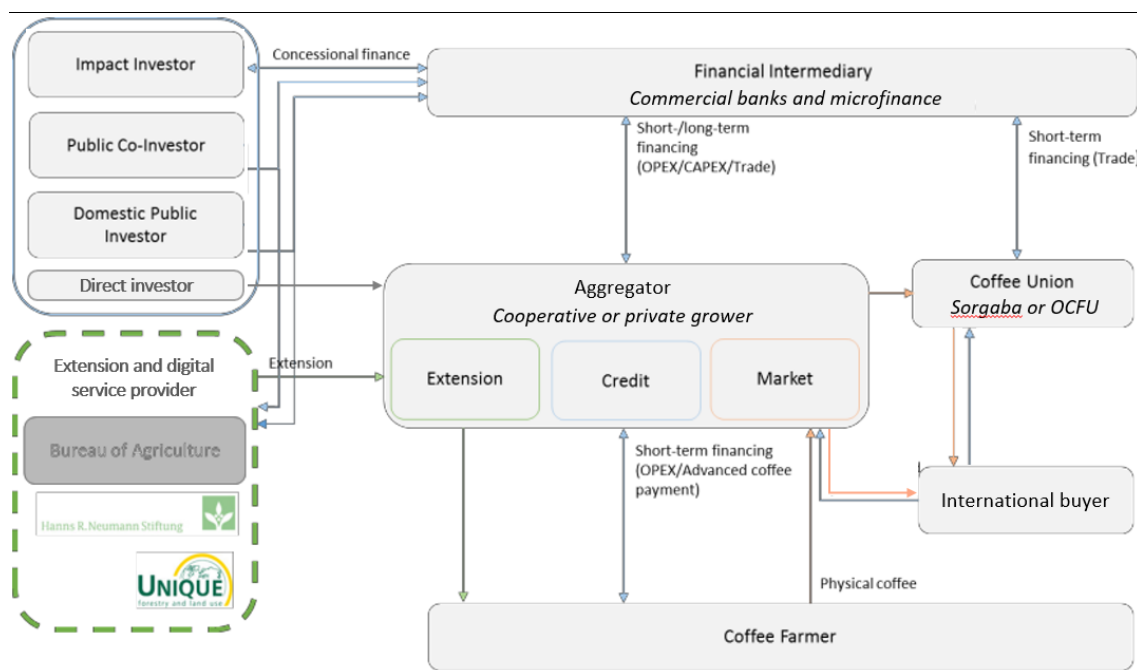 Impact Investor
Public Co-Investor
Domestic Public
Investor
Direct investor
Concessional finance
Financial Intermediary
Commercial banks and microfinance
Short-/long-term
financing
(OPEX/CAPEX/Trade)
Short-term
financing (Trade)
Aggregator
Cooperative or private grower
Extension
Credit
Market
Coffee Union
Sorgaba or OCFU
Extension and digital
service provider
Extension
Bureau of Agriculture
Hanns R. Neumann Stiftung
UNIQUE
forestry and land use
Short-term financing
(OPEX/Advanced coffee
payment)
International buyer
Physical coffee
Coffee Farmer